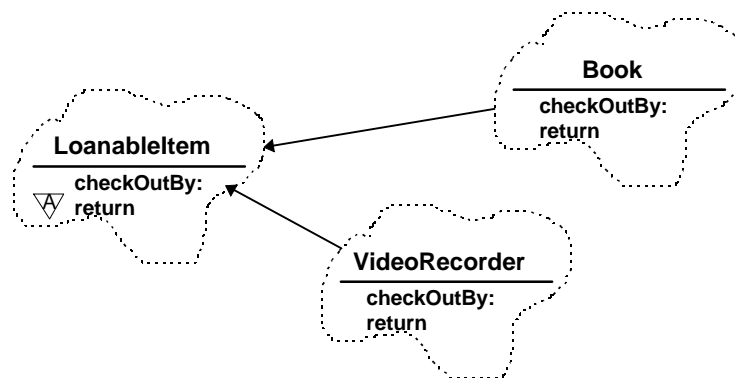 Book
checkOutBy:
return
LoanableItem
checkOutBy:
A
return
VideoRecorder
checkOutBy:
return